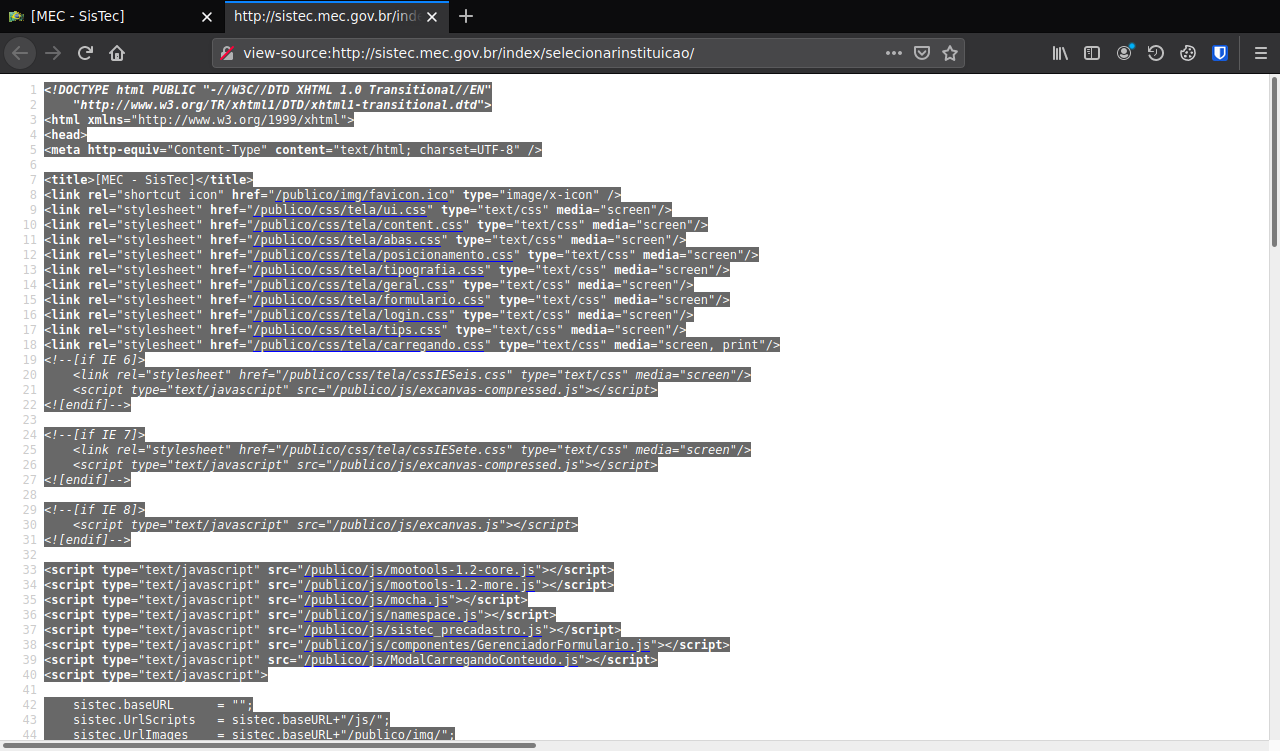 [MEC - SisTec]
http://sistec.mec.gov.br/inde
view-source:http://sistec.mec.gov.br/index/selecionarinstituicao/
1 <!DOCTYPE html PUBLIC "-//W3C//DTD XHTML 1.0 Transitional//EN"
2     "http://www.w3.org/TR/xhtml1/DTD/xhtml1-transitional.dtd">
3 <html xmlns="http://www.w3.org/1999/xhtml">
4 <head>
5 <meta http-equiv="Content-Type" content="text/html; charset=UTF-8" />
6
7 <title>[MEC - SisTec]</title>
8 <link rel="shortcut icon" href="/publico/img/favicon.ico" type="image/x-icon" />
9 <link rel="stylesheet" href="/publico/css/tela/ui.css" type="text/css" media="screen"/>
10 <link rel="stylesheet" href="/publico/css/tela/content.css" type="text/css" media="screen"/>
11 <link rel="stylesheet" href="/publico/css/tela/abas.css" type="text/css" media="screen"/>
12 <link rel="stylesheet" href="/publico/css/tela/posicionamento.css" type="text/css" media="screen"/>
13 <link rel="stylesheet" href="/publico/css/tela/tipografia.css" type="text/css" media="screen"/>
14 <link rel="stylesheet" href="/publico/css/tela/geral.css" type="text/css" media="screen"/>
15 <link rel="stylesheet" href="/publico/css/tela/formulario.css" type="text/css" media="screen"/>
16 <link rel="stylesheet" href="/publico/css/tela/login.css" type="text/css" media="screen"/>
17 <link rel="stylesheet" href="/publico/css/tela/tips.css" type="text/css" media="screen"/>
18 <link rel="stylesheet" href="/publico/css/tela/carregando.css" type="text/css" media="screen, print"/>
19 <!--[if IE 6]>
20     <link rel="stylesheet" href="/publico/css/tela/cssIESeis.css" type="text/css" media="screen"/>
21     <script type="text/javascript" src="/publico/js/excanvas-compressed.js"></script>
22 <![endif]-->
23
24 <!--[if IE 7]>
25     <link rel="stylesheet" href="/publico/css/tela/cssIESete.css" type="text/css" media="screen"/>
26     <script type="text/javascript" src="/publico/js/excanvas-compressed.js"></script>
27 <![endif]-->
28
29 <!--[if IE 8]>
30     <script type="text/javascript" src="/publico/js/excanvas.js"></script>
31 <![endif]-->
32
33 <script type="text/javascript" src="/publico/js/mootools-1.2-core.js"></script>
34 <script type="text/javascript" src="/publico/js/mootools-1.2-more.js"></script>
35 <script type="text/javascript" src="/publico/js/mocha.js"></script>
36 <script type="text/javascript" src="/publico/js/namespace.js"></script>
37 <script type="text/javascript" src="/publico/js/sistec_precadastro.js"></script>
38 <script type="text/javascript" src="/publico/js/componentes/GerenciadorFormulario.js"></script>
39 <script type="text/javascript" src="/publico/js/ModalCarregandoConteudo.js"></script>
40 <script type="text/javascript">
41
42     sistec.baseURL      = "";
43     sistec.UrlScripts   = sistec.baseURL+"/js/";
44     sistec.UrlImages    = sistec.baseURL+"/publico/img/";